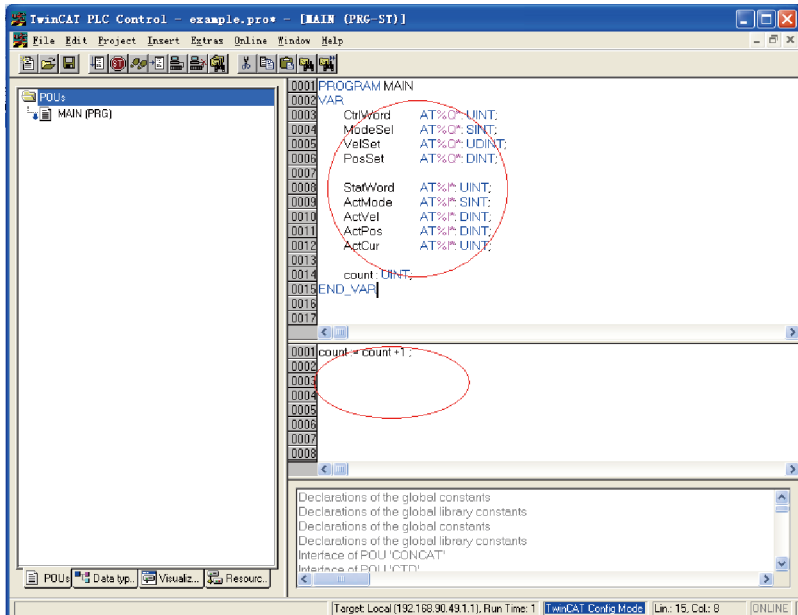 TwinCAT PLC Control - example.pro* - [MAIN (PRG-ST)]
File Edit Project Insert Extras Online Window Help
POUs
MAIN (PRG)
0001 PROGRAM MAIN
0002 VAR
0003 CtrlWord AT%Q*: UINT;
0004 ModeSel AT%Q*: SINT;
0005 VelSet AT%Q*: UDINT;
0006 PosSet AT%Q*: DINT;
0007
0008 StatWord AT%I*: UINT;
0009 ActMode AT%I*: SINT;
0010 ActVel AT%I*: DINT;
0011 ActPos AT%I*: DINT;
0012 ActCur AT%I*: UINT;
0013
0014 count : UINT;
0015 END_VAR
0016
0017
0001 count := count +1 ;
0002
0003
0004
0005
0006
0007
0008
Declarations of the global constants
Declarations of the global library constants
Declarations of the global constants
Declarations of the global library constants
Interface of POU 'CONCAT'
Interface of POU 'CTD'
POUs Data typ... Visualiz... Resourc...
Target: Local (192.168.90.49.1.1), Run Time: 1 TwinCAT Config Mode Lin.: 15, Col.: 8 ONLINE